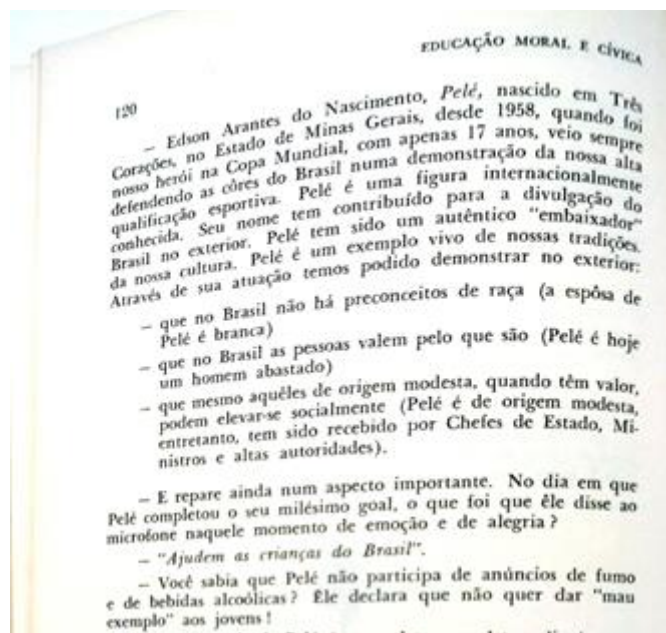 EDUCAÇÃO MORAL E CÍVICA
120
– Edson Arantes do Nascimento, Pelé, nascido em Três
Corações, no Estado de Minas Gerais, desde 1958, quando foi
nosso herói na Copa Mundial, com apenas 17 anos, veio sempre
defendendo as côres do Brasil numa demonstração da nossa alta
qualificação esportiva. Pelé é uma figura internacionalmente
conhecida. Seu nome tem contribuído para a divulgação do
Brasil no exterior. Pelé tem sido um autêntico "embaixador"
da nossa cultura. Pelé é um exemplo vivo de nossas tradições.
Através de sua atuação temos podido demonstrar no exterior:
– que no Brasil não há preconceitos de raça (a espôsa de
Pelé é branca)
– que no Brasil as pessoas valem pelo que são (Pelé é hoje
um homem abastado)
– que mesmo aquêles de origem modesta, quando têm valor,
podem elevar-se socialmente (Pelé é de origem modesta,
entretanto, tem sido recebido por Chefes de Estado, Mi-
nistros e altas autoridades).
– E repare ainda num aspecto importante. No dia em que
Pelé completou o seu milésimo goal, o que foi que êle disse ao
microfone naquele momento de emoção e de alegria?
– "Ajudem as crianças do Brasil".
– Você sabia que Pelé não participa de anúncios de fumo
e de bebidas alcoólicas? Êle declara que não quer dar "mau
exemplo" aos jovens!